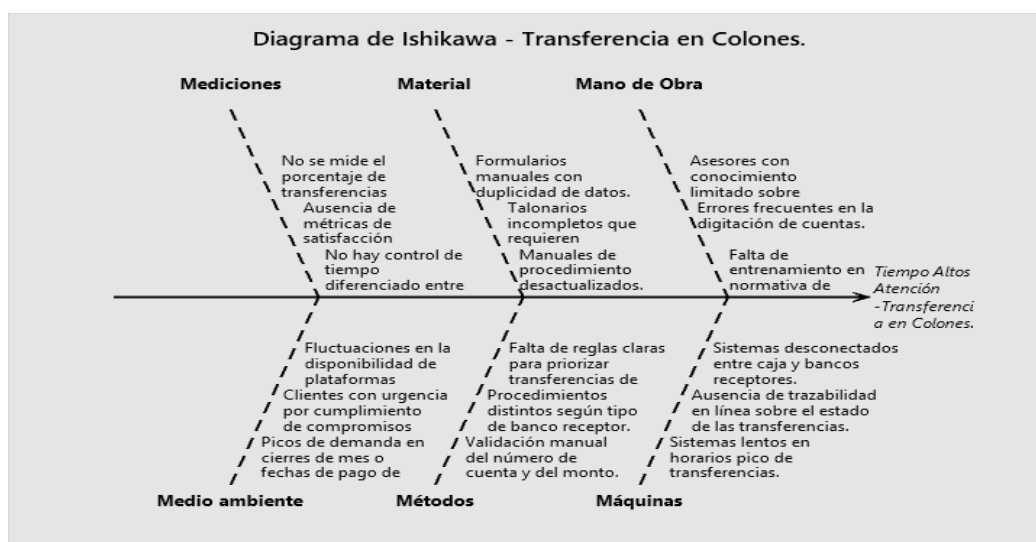 Diagrama de Ishikawa - Transferencia en Colones.
Mediciones
Material
Mano de Obra
No se mide el
porcentaje de
transferencias
Ausencia de
métricas de
satisfacción
No hay control de
tiempo
diferenciado entre
Formularios
manuales con
duplicidad de datos.
Talonarios
incompletos que
requieren
Manuales de
procedimiento
desactualizados.
Asesores con
conocimiento
limitado sobre
Errores frecuentes en la
digitación de cuentas.
Falta de
entrenamiento en
normativa de
Tiempo Altos
Atención
-Transferenci
a en Colones.
Fluctuaciones en la
disponibilidad de
plataformas
Clientes con urgencia
por cumplimiento
de compromisos
Picos de demanda en
cierres de mes o
fechas de pago de
Falta de reglas claras
para priorizar
transferencias de
Procedimientos
distintos según tipo
de banco receptor.
Validación manual
del número de
cuenta y del monto.
Sistemas desconectados
entre caja y bancos
receptores.
Ausencia de trazabilidad
en línea sobre el estado
de las transferencias.
Sistemas lentos en
horarios pico de
transferencias.
Medio ambiente
Métodos
Máquinas